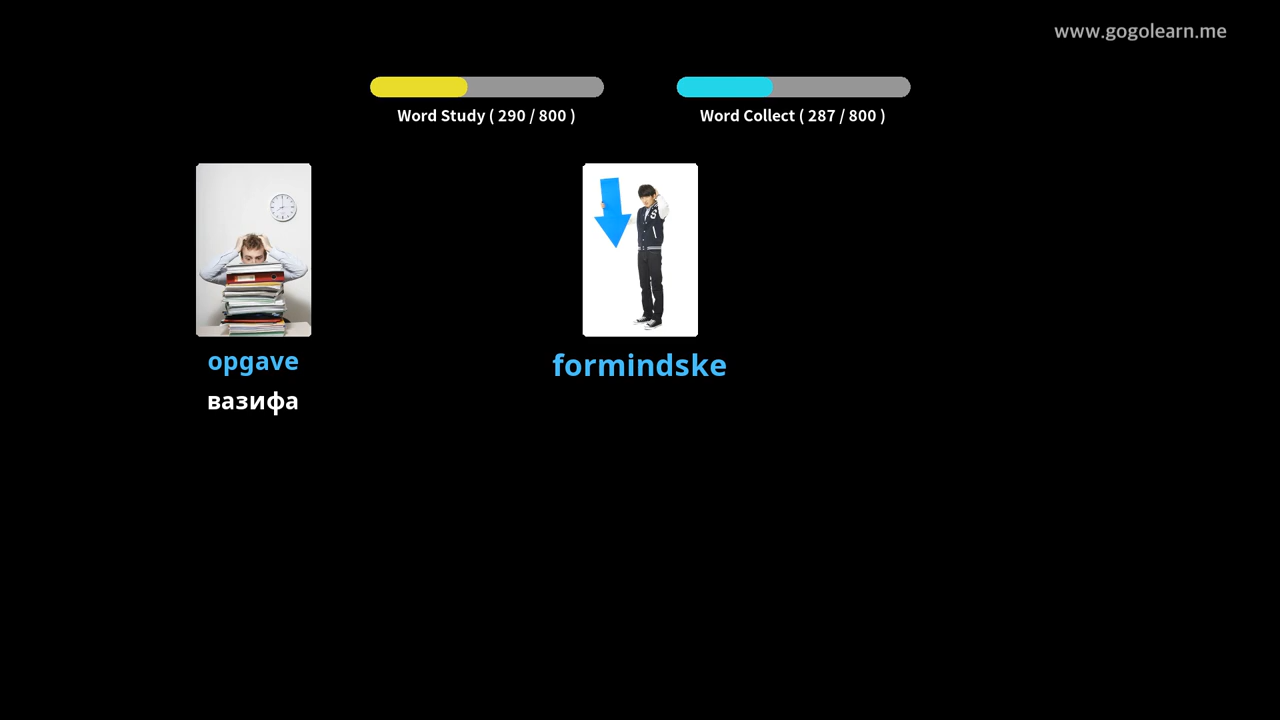 www.gogolearn.me
Word Study ( 290 / 800 )
Word Collect ( 287 / 800 )
opgave
вазифа
formindske